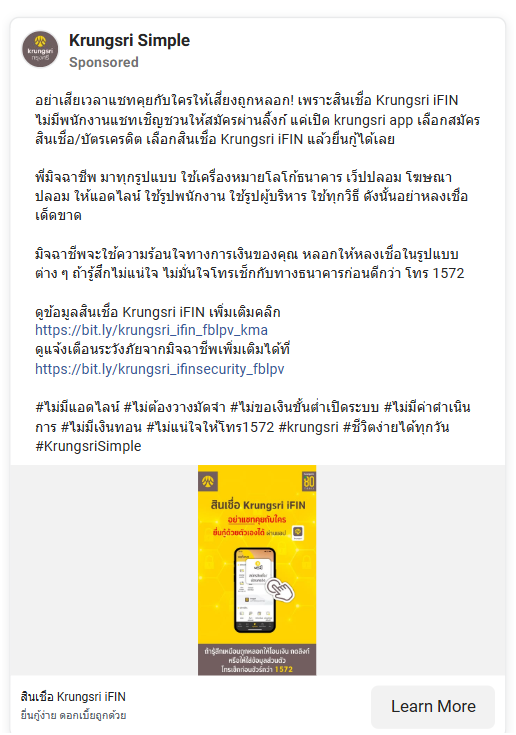 Krungsri Simple
Sponsored
krungsri
กรุงศรี
อย่าเสียเวลาแชทคุยกับใครให้เสี่ยงถูกหลอก! เพราะสินเชื่อ Krungsri iFIN
ไม่มีพนักงานแชทเชิญชวนให้สมัครผ่านลิ้งก์ แค่เปิด krungsri app เลือกสมัคร
สินเชื่อ/บัตรเครดิต เลือกสินเชื่อ Krungsri iFIN แล้วยื่นกู้ได้เลย
พี่มิจฉาชีพ มาทุกรูปแบบ ใช้เครื่องหมายโลโก้ธนาคาร เว็ปปลอม โฆษณา
ปลอม ให้แอดไลน์ ใช้รูปพนักงาน ใช้รูปผู้บริหาร ใช้ทุกวิธี ดังนั้นอย่าหลงเชื่อ
เด็ดขาด
มิจฉาชีพจะใช้ความร้อนใจทางการเงินของคุณ หลอกให้หลงเชื่อในรูปแบบ
ต่าง ๆ ถ้ารู้สึกไม่แน่ใจ ไม่มั่นใจโทรเช็กกับทางธนาคารก่อนดีกว่า โทร 1572
ดูข้อมูลสินเชื่อ Krungsri iFIN เพิ่มเติมคลิก
https://bit.ly/krungsri_ifin_fblpv_kma
ดูแจ้งเตือนระวังภัยจากมิจฉาชีพเพิ่มเติมได้ที่
https://bit.ly/krungsri_ifinsecurity_fblpv
#ไม่มีแอดไลน์ #ไม่ต้องวางมัดจำ #ไม่ขอเงินขั้นต่ำเปิดระบบ #ไม่มีค่าดำเนิน
การ #ไม่มีเงินทอน #ไม่แน่ใจให้โทร1572 #krungsri #ชีวิตง่ายได้ทุกวัน
#KrungsriSimple
สินเชื่อ Krungsri iFIN
อย่าแชทคุยกับใคร
ยื่นกู้ด้วยตัวเองได้ ผ่านแอป
ถ้ารู้สึกเหมือนถูกหลอกให้โอนเงิน กดลิงก์
หรือให้ใส่ข้อมูลส่วนตัว
โทรเช็กก่อนชัวร์กว่า 1572
สินเชื่อ Krungsri iFIN
ยื่นกู้ง่าย ดอกเบี้ยถูกด้วย
Learn More